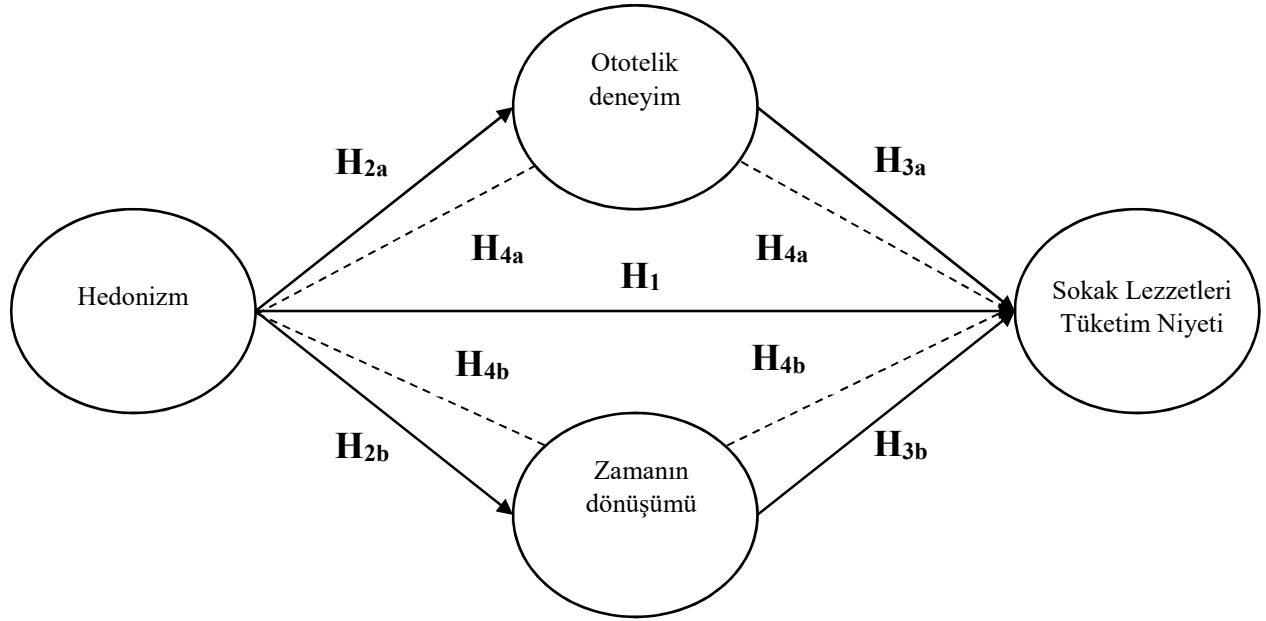 Ototelik
deneyim
H2a
H3a
H4a
H4a
H1
Hedonizm
Sokak Lezzetleri
Tüketim Niyeti
H4b
H4b
H2b
H3b
Zamanın
dönüşümü